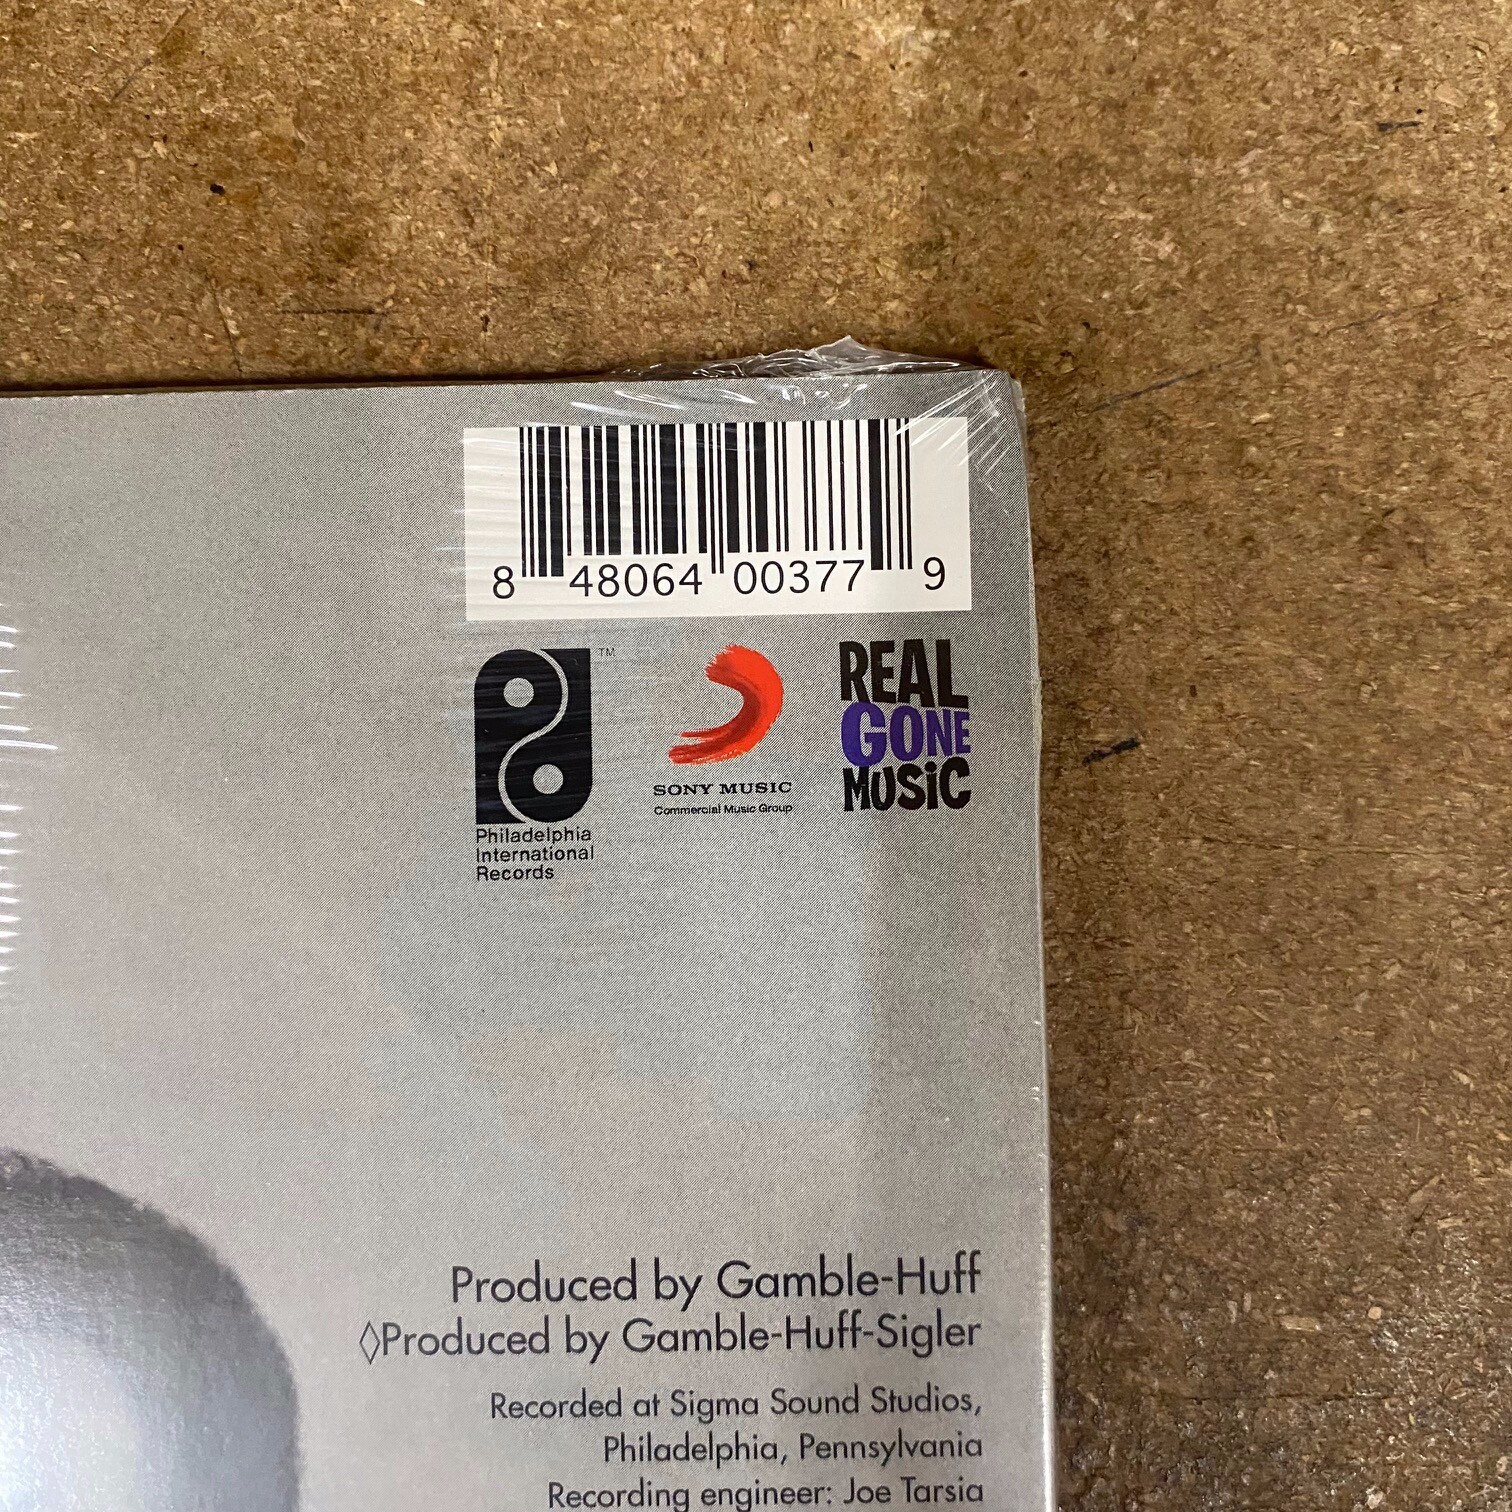 8 48064 00377 9
TM
Philadelphia
International
Records
SONY MUSIC
Commercial Music Group
REAL
GONE
MUSiC
Produced by Gamble-Huff
◊Produced by Gamble-Huff-Sigler
Recorded at Sigma Sound Studios,
Philadelphia, Pennsylvania
Recording engineer: Joe Tarsia